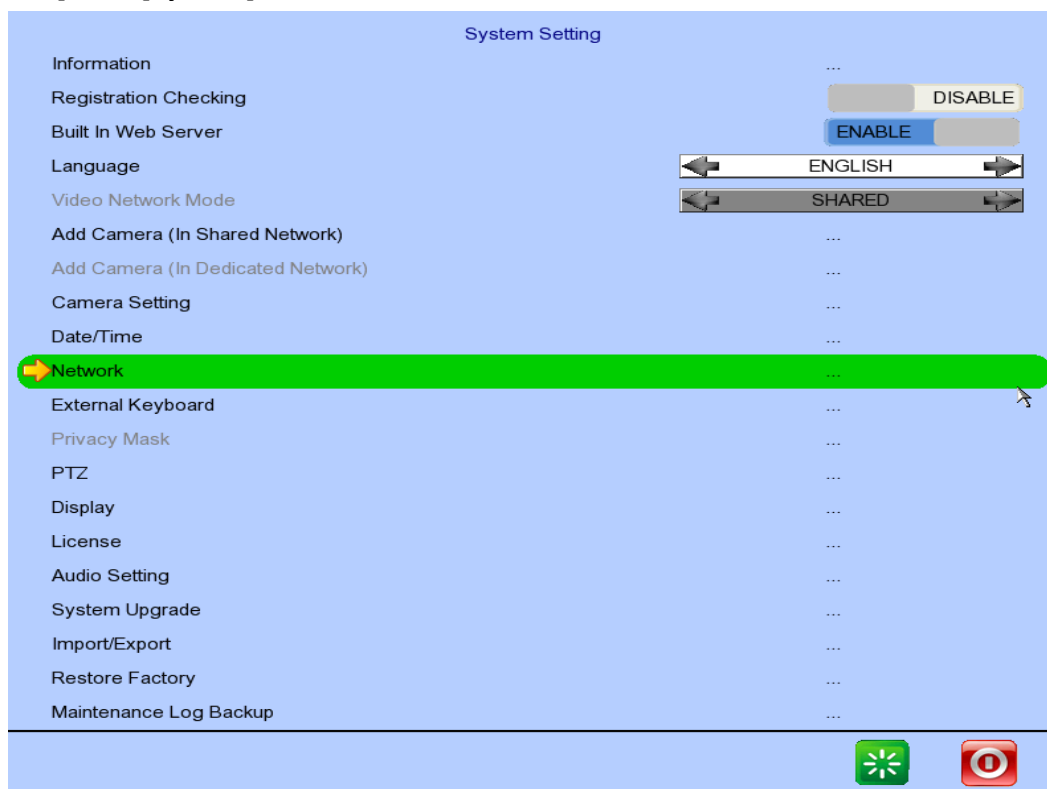 System Setting
Information ...
Registration Checking DISABLE
Built In Web Server ENABLE
Language ENGLISH
Video Network Mode SHARED
Add Camera (In Shared Network) ...
Add Camera (In Dedicated Network) ...
Camera Setting ...
Date/Time ...
Network ...
External Keyboard ...
Privacy Mask ...
PTZ ...
Display ...
License ...
Audio Setting ...
System Upgrade ...
Import/Export ...
Restore Factory ...
Maintenance Log Backup ...